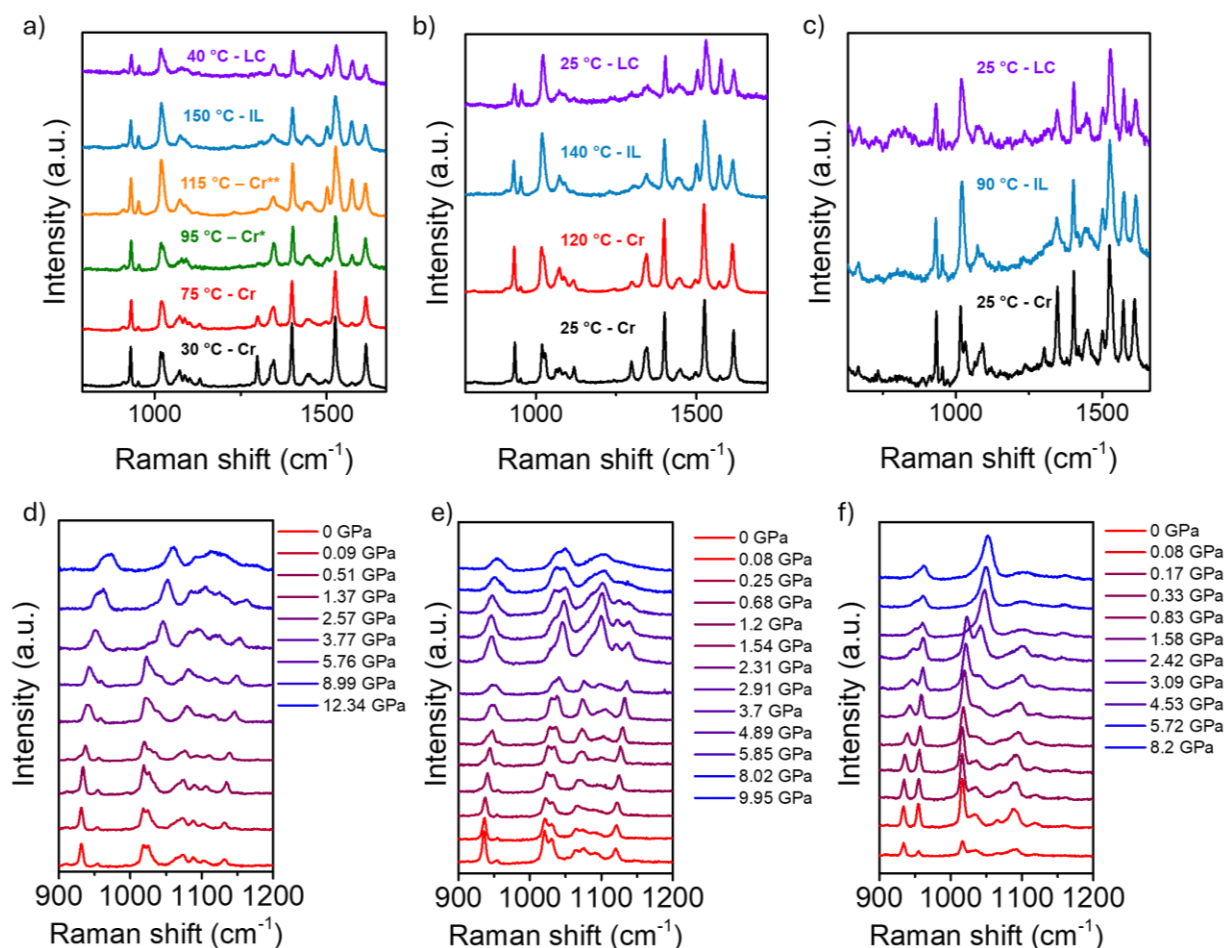 a)
40 °C - LC
150 °C - IL
115 °C – Cr**
95 °C – Cr*
75 °C - Cr
30 °C - Cr
1000
1500
Raman shift (cm⁻¹)
Intensity (a.u.)
b)
25 °C - LC
140 °C - IL
120 °C - Cr
25 °C - Cr
1000
1500
Raman shift (cm⁻¹)
Intensity (a.u.)
c)
25 °C - LC
90 °C - IL
25 °C - Cr
1000
1500
Raman shift (cm⁻¹)
Intensity (a.u.)
d)
0 GPa
0.09 GPa
0.51 GPa
1.37 GPa
2.57 GPa
3.77 GPa
5.76 GPa
8.99 GPa
12.34 GPa
900
1000
1100
1200
Raman shift (cm⁻¹)
Intensity (a.u.)
e)
0 GPa
0.08 GPa
0.25 GPa
0.68 GPa
1.2 GPa
1.54 GPa
2.31 GPa
2.91 GPa
3.7 GPa
4.89 GPa
5.85 GPa
8.02 GPa
9.95 GPa
900
1000
1100
1200
Raman shift (cm⁻¹)
Intensity (a.u.)
f)
0 GPa
0.08 GPa
0.17 GPa
0.33 GPa
0.83 GPa
1.58 GPa
2.42 GPa
3.09 GPa
4.53 GPa
5.72 GPa
8.2 GPa
900
1000
1100
1200
Raman shift (cm⁻¹)
Intensity (a.u.)